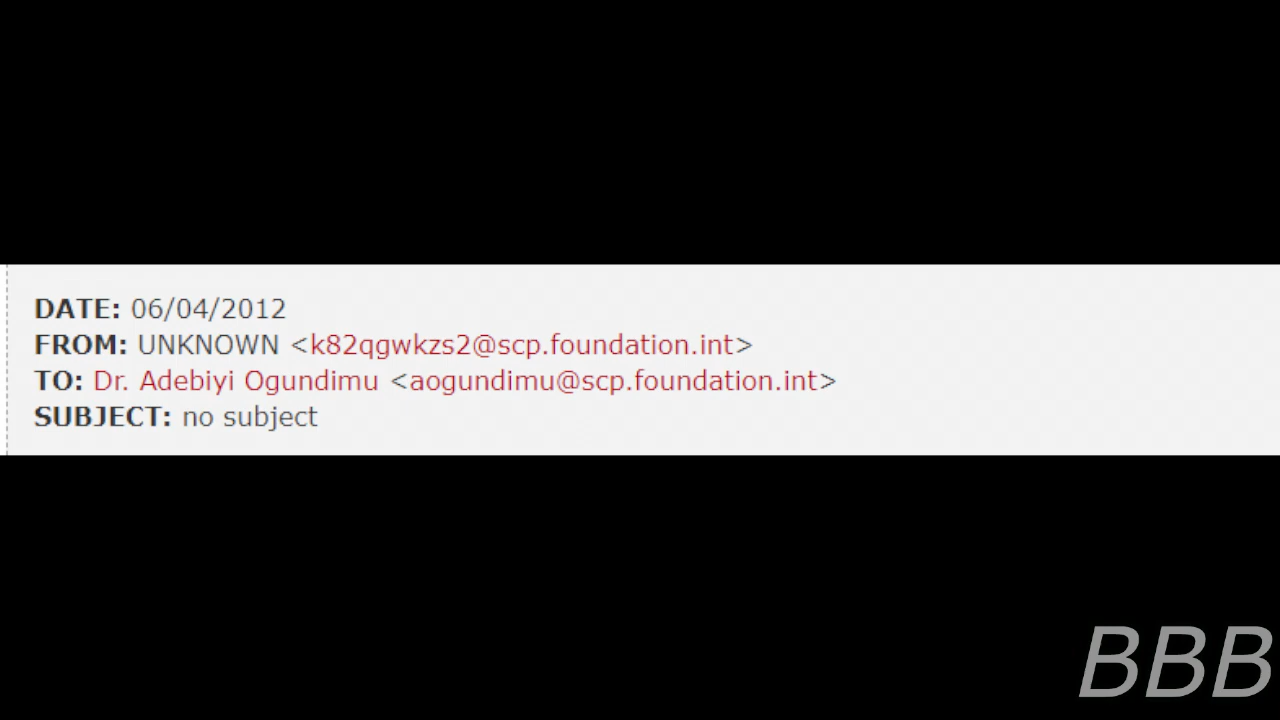 DATE: 06/04/2012
FROM: UNKNOWN <k82qgwkzs2@scp.foundation.int>
TO: Dr. Adebiyi Ogundimu <aogundimu@scp.foundation.int>
SUBJECT: no subject
BBB